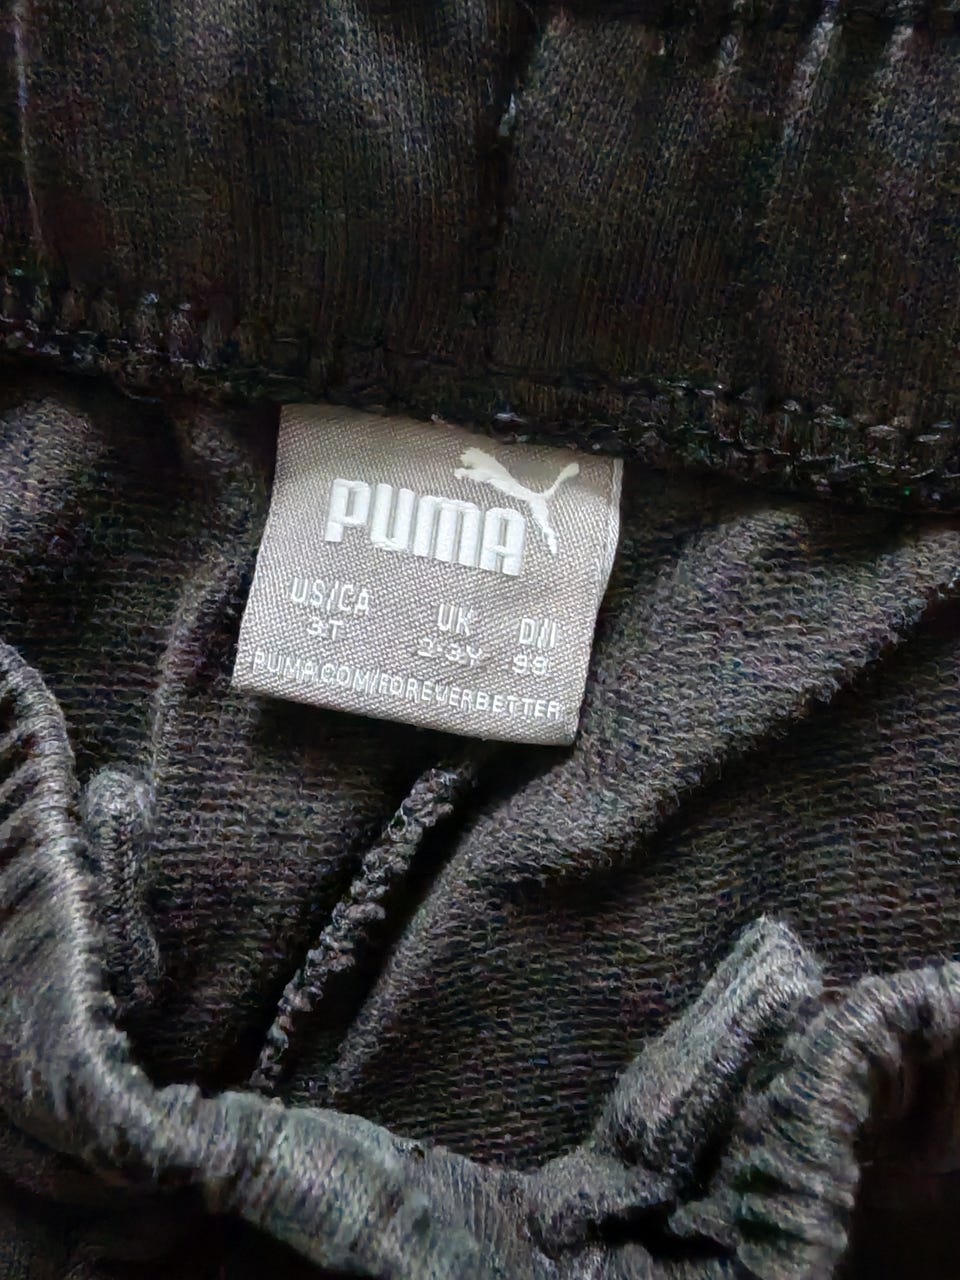 PUMA
US/CA UK D/I
3T 2-3Y 98
PUMA.COM/FOREVERBETTER